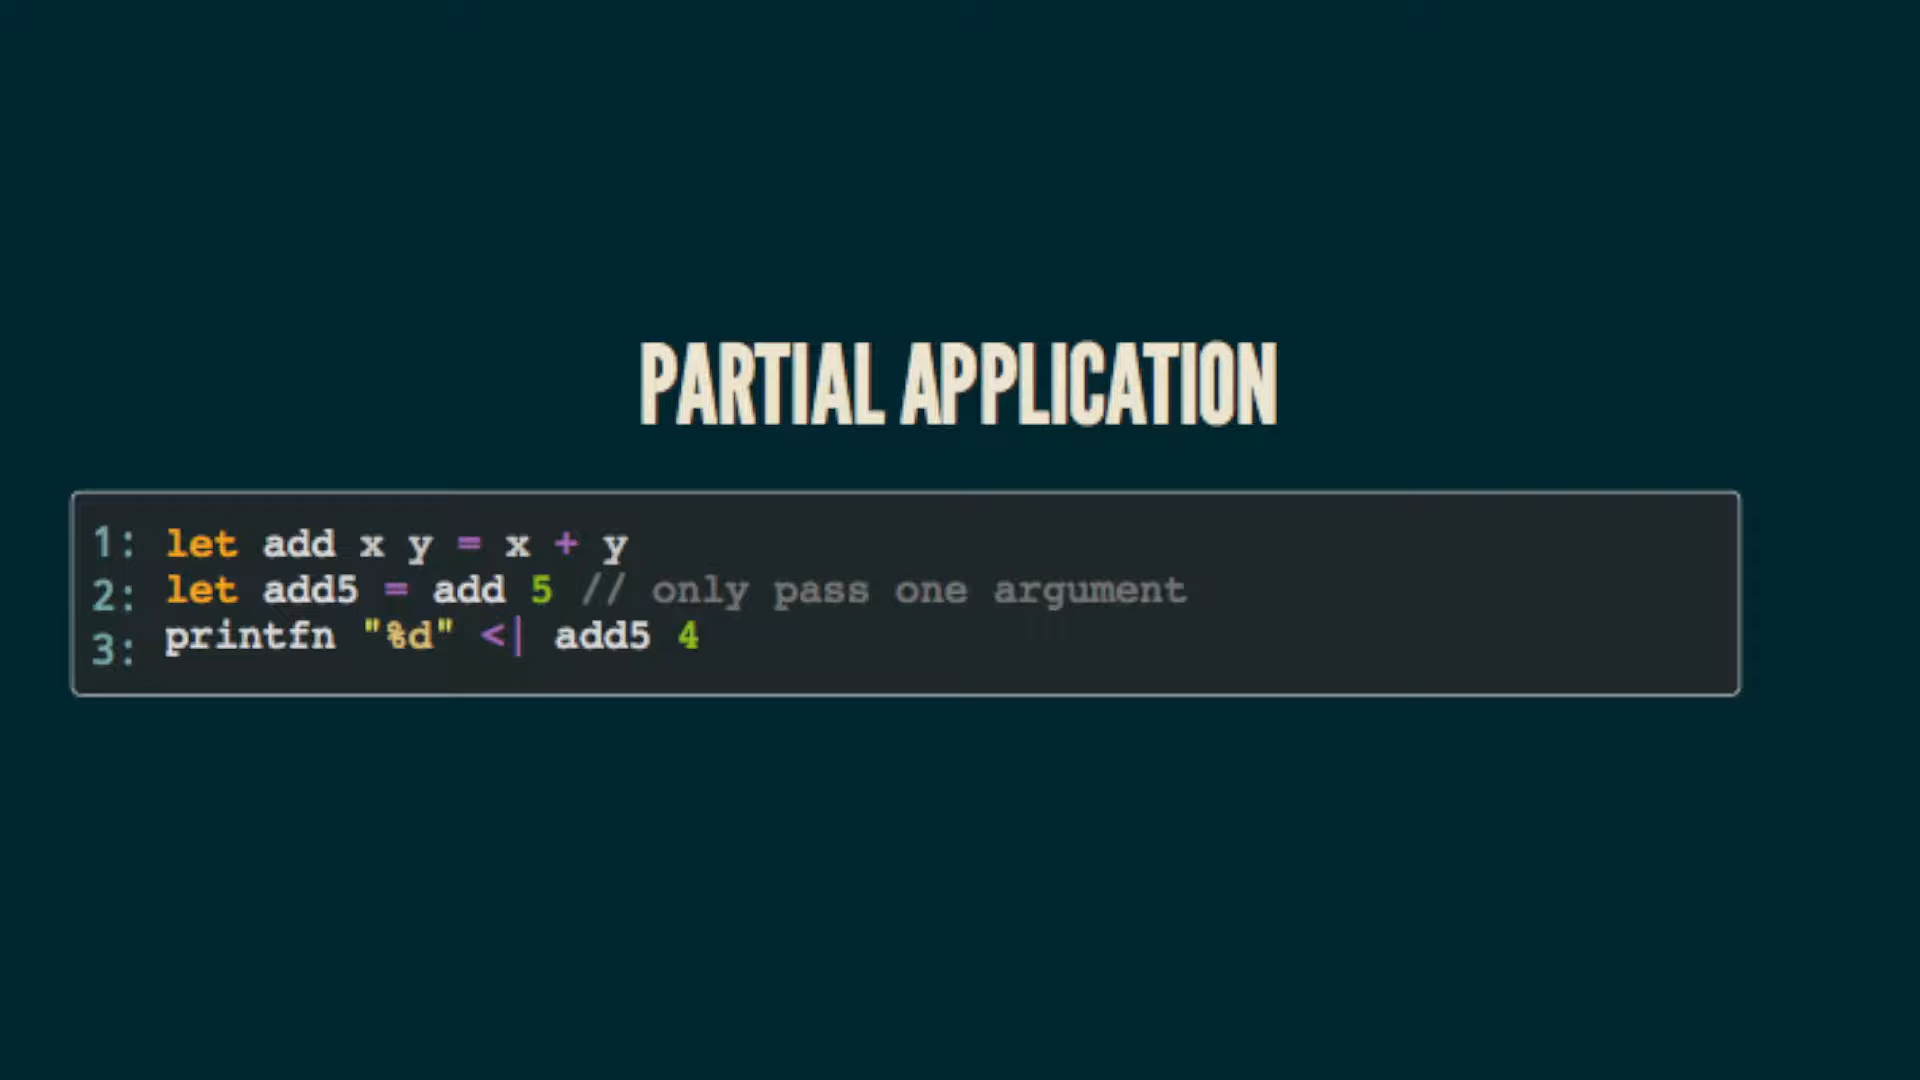 PARTIAL APPLICATION
1: let add x y = x + y
2: let add5 = add 5 // only pass one argument
3: printfn "%d" <| add5 4